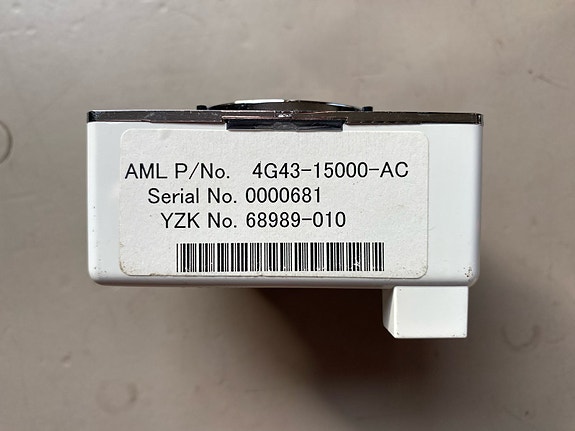 AML P/No. 4G43-15000-AC
Serial No. 0000681
YZK No. 68989-010